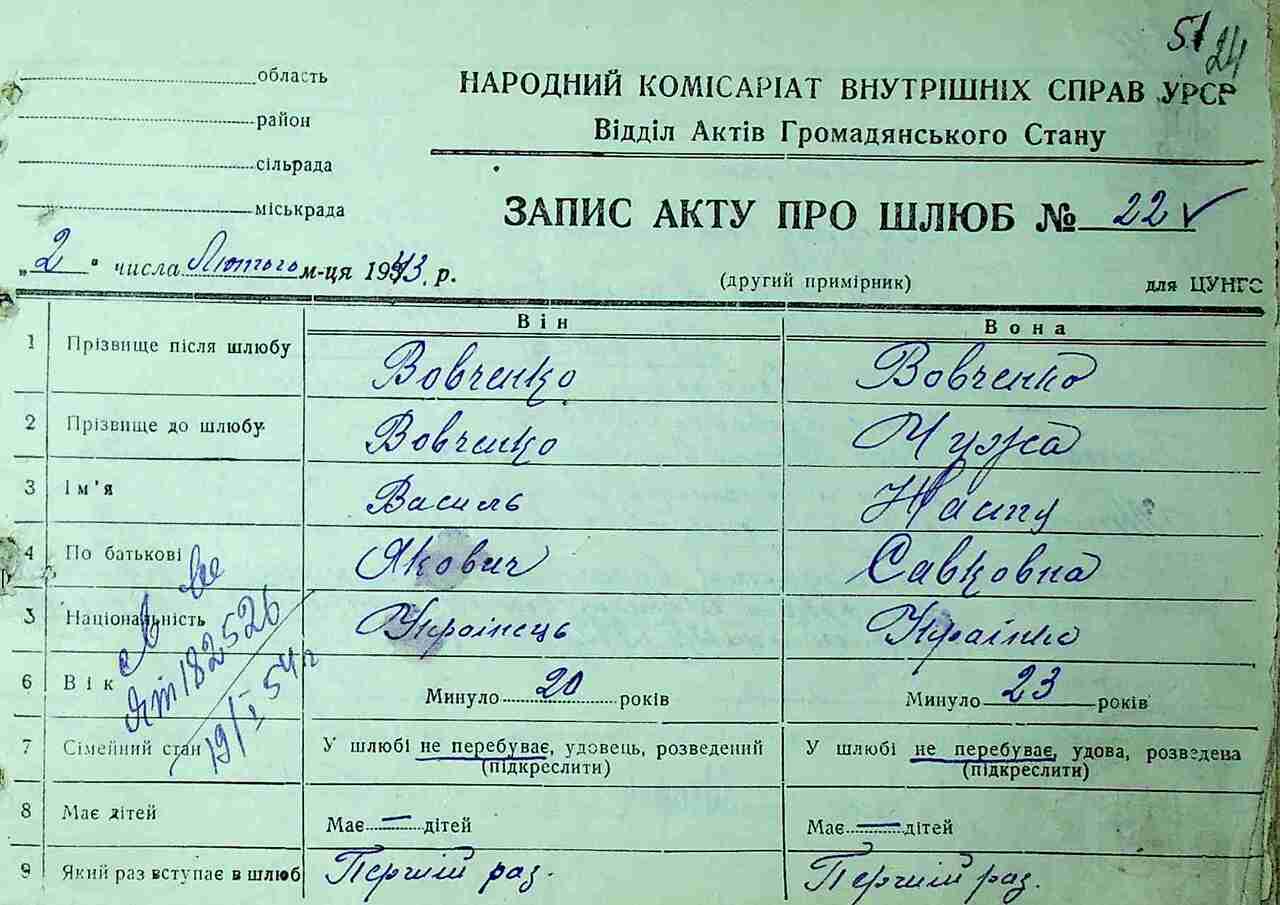 51 24
область
район
сільрада
міськрада
НАРОДНИЙ КОМІСАРІАТ ВНУТРІШНІХ СПРАВ УРСР
Відділ Актів Громадянського Стану
ЗАПИС АКТУ ПРО ШЛЮБ № 22
„2" числа Лютого м-ця 1943 р.
(другий примірник)
для ЦУНГО
Він Вона
1 Прізвище після шлюбу Вовченко Вовченко
2 Прізвище до шлюбу Вовченко Чужа
3 Ім'я Василь
4 По батькові Якович Савковна
5 Національність Українець Українка
6 Вік Минуло 20 років Минуло 23 років
7 Сімейний стан У шлюбі не перебуває, удовець, розведений У шлюбі не перебуває, удова, розведена
(підкреслити) (підкреслити)
8 Має дітей Має — дітей Має — дітей
9 Який раз вступає в шлюб Перший раз. Перший раз.
182526
19/I 54 г